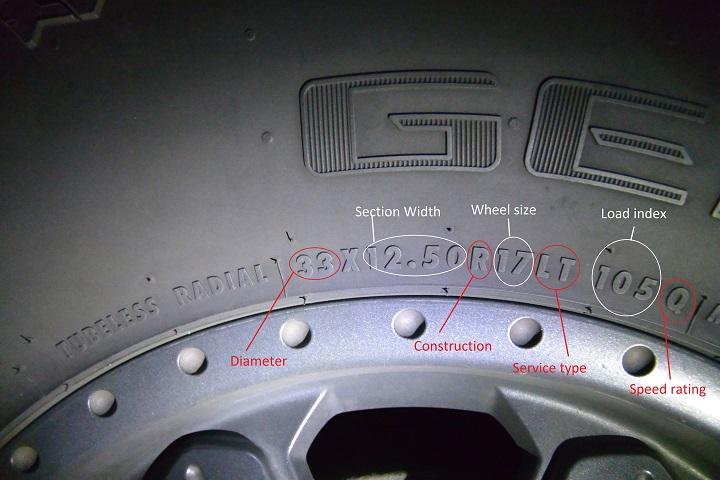 GE
Section Width
Wheel size
Load index
TUBELESS RADIAL 33X12.50R17LT 105Q
Diameter
Construction
Service type
Speed rating